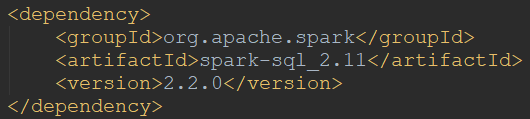 <dependency>
    <groupId>org.apache.spark</groupId>
    <artifactId>spark-sql_2.11</artifactId>
    <version>2.2.0</version>
</dependency>